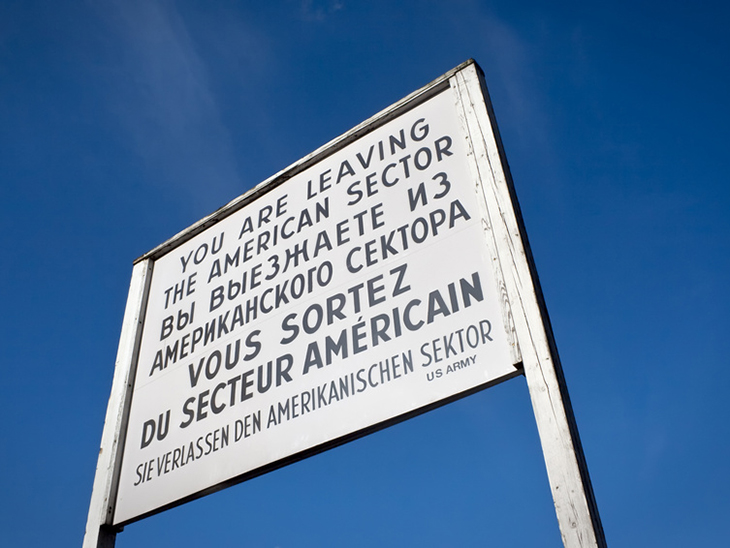 YOU ARE LEAVING
THE AMERICAN SECTOR
ВЫ ВЫЕЗЖАЕТЕ ИЗ
АМЕРИКАНСКОГО СЕКТОРА
VOUS SORTEZ
DU SECTEUR AMÉRICAIN
SIE VERLASSEN DEN AMERIKANISCHEN SEKTOR
US ARMY